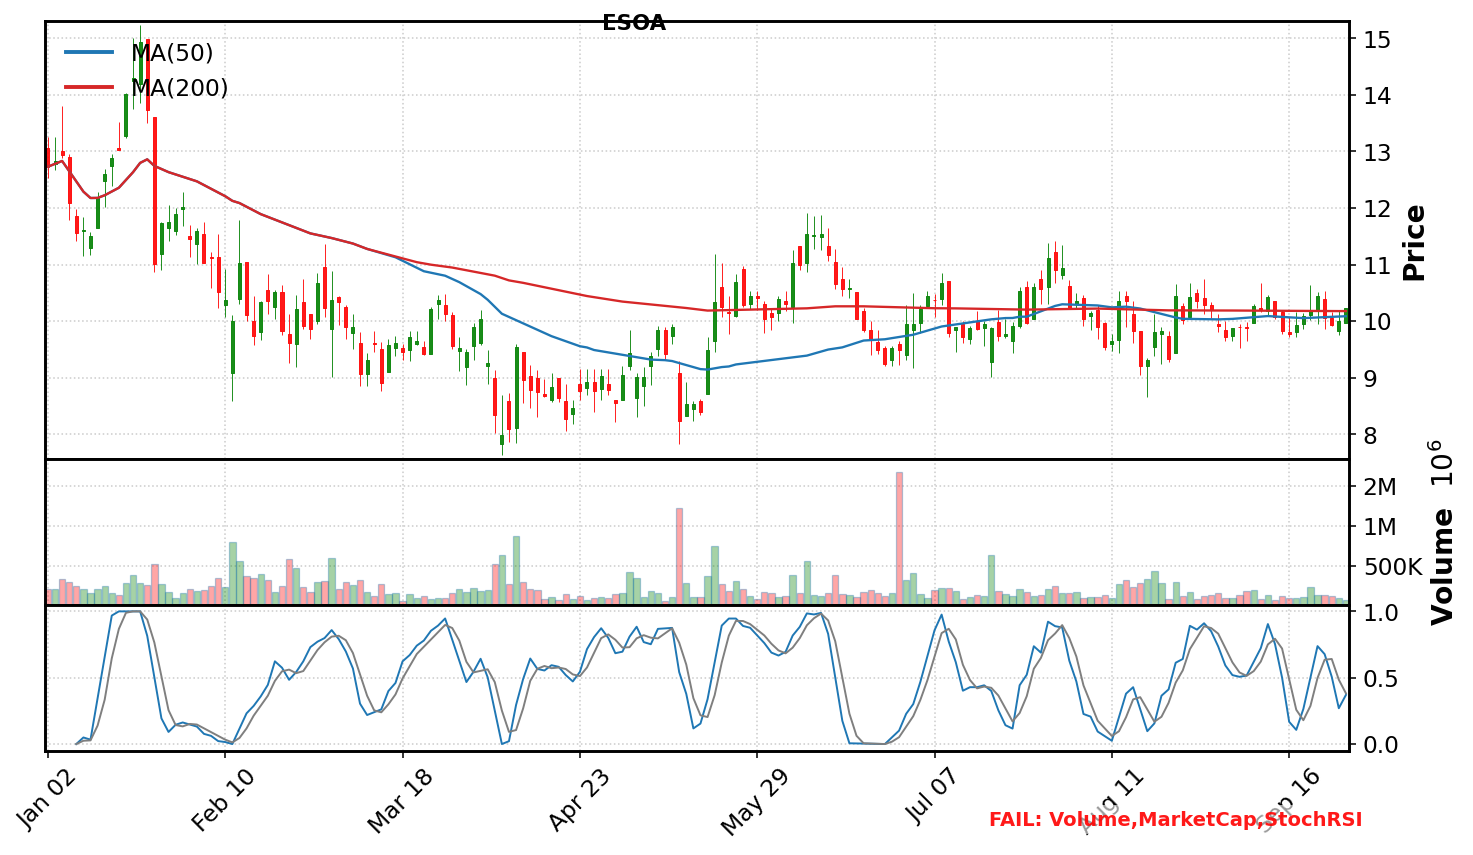 ESOA
MA(50)
MA(200)
15
14
13
12
11
10
9
8
Price
2M
1M
500K
Volume 10⁶
1.0
0.5
0.0
Jan 02
Feb 10
Mar 18
Apr 23
May 29
Jul 07
Aug 11
Sep 16
FAIL: Volume,MarketCap,StochRSI